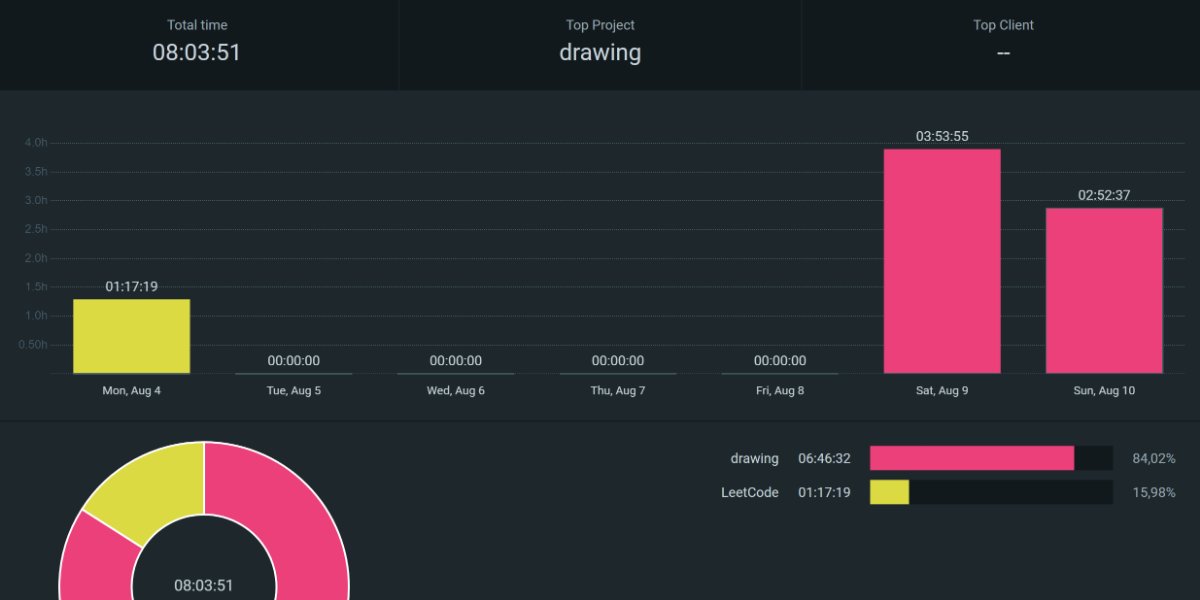 Total time Top Project Top Client
08:03:51 drawing --
03:53:55
4.0h
3.5h
02:52:37
3.0h
2.5h
2.0h
1.5h 01:17:19
1.0h
0.50h
00:00:00 00:00:00 00:00:00 00:00:00
Mon, Aug 4 Tue, Aug 5 Wed, Aug 6 Thu, Aug 7 Fri, Aug 8 Sat, Aug 9 Sun, Aug 10
drawing 06:46:32 84,02%
LeetCode 01:17:19 15,98%
08:03:51